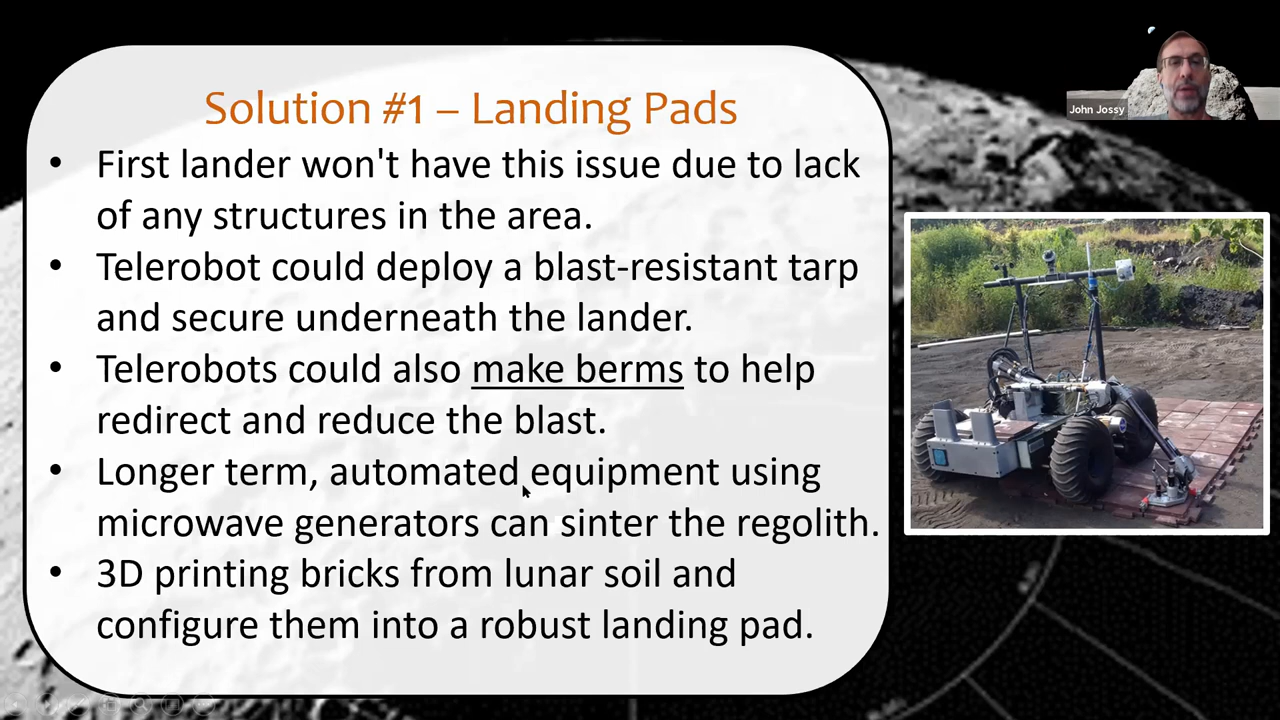 Solution #1 – Landing Pads
• First lander won't have this issue due to lack
of any structures in the area.
• Telerobot could deploy a blast-resistant tarp
and secure underneath the lander.
• Telerobots could also make berms to help
redirect and reduce the blast.
• Longer term, automated equipment using
microwave generators can sinter the regolith.
• 3D printing bricks from lunar soil and
configure them into a robust landing pad.
John Jossy